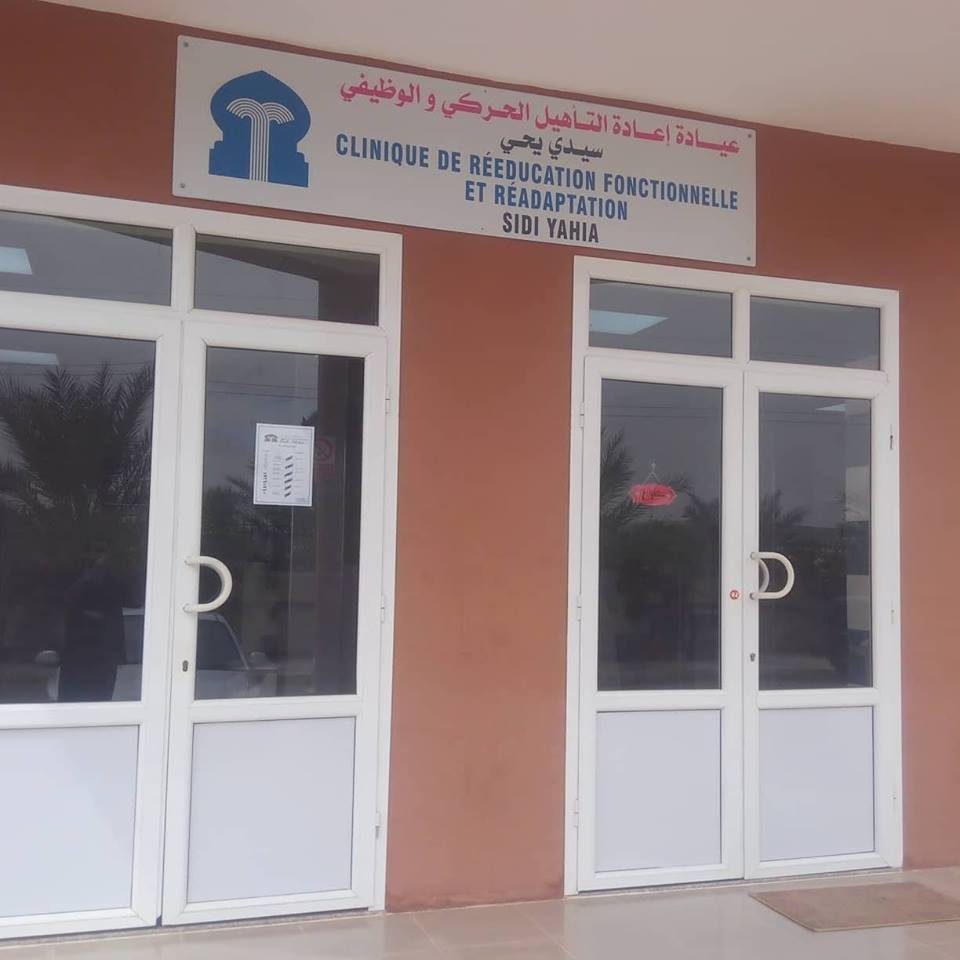 عيادة إعادة التأهيل الحركي و الوظيفي
سيدي يحي
CLINIQUE DE RÉEDUCATION FONCTIONNELLE
ET RÉADAPTATION
SIDI YAHIA